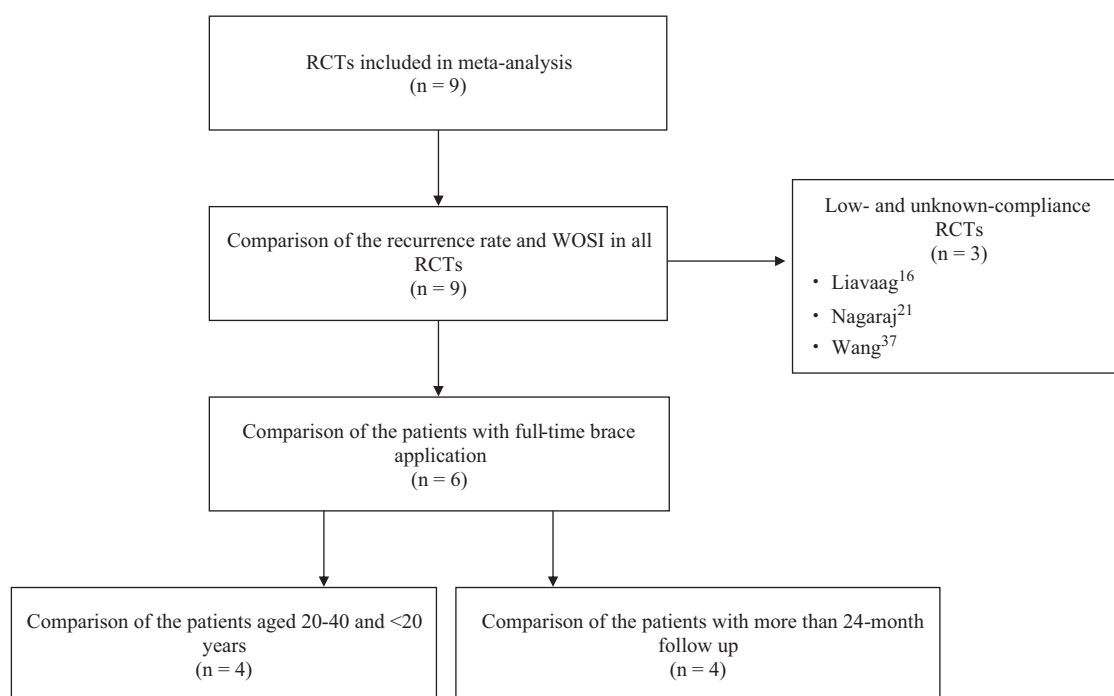 RCTs included in meta-analysis
(n = 9)
Comparison of the recurrence rate and WOSI in all
RCTs
(n = 9)
Low- and unknown-compliance
RCTs
(n = 3)
• Liavaag16
• Nagaraj21
• Wang37
Comparison of the patients with full-time brace
application
(n = 6)
Comparison of the patients aged 20-40 and <20
years
(n = 4)
Comparison of the patients with more than 24-month
follow up
(n = 4)